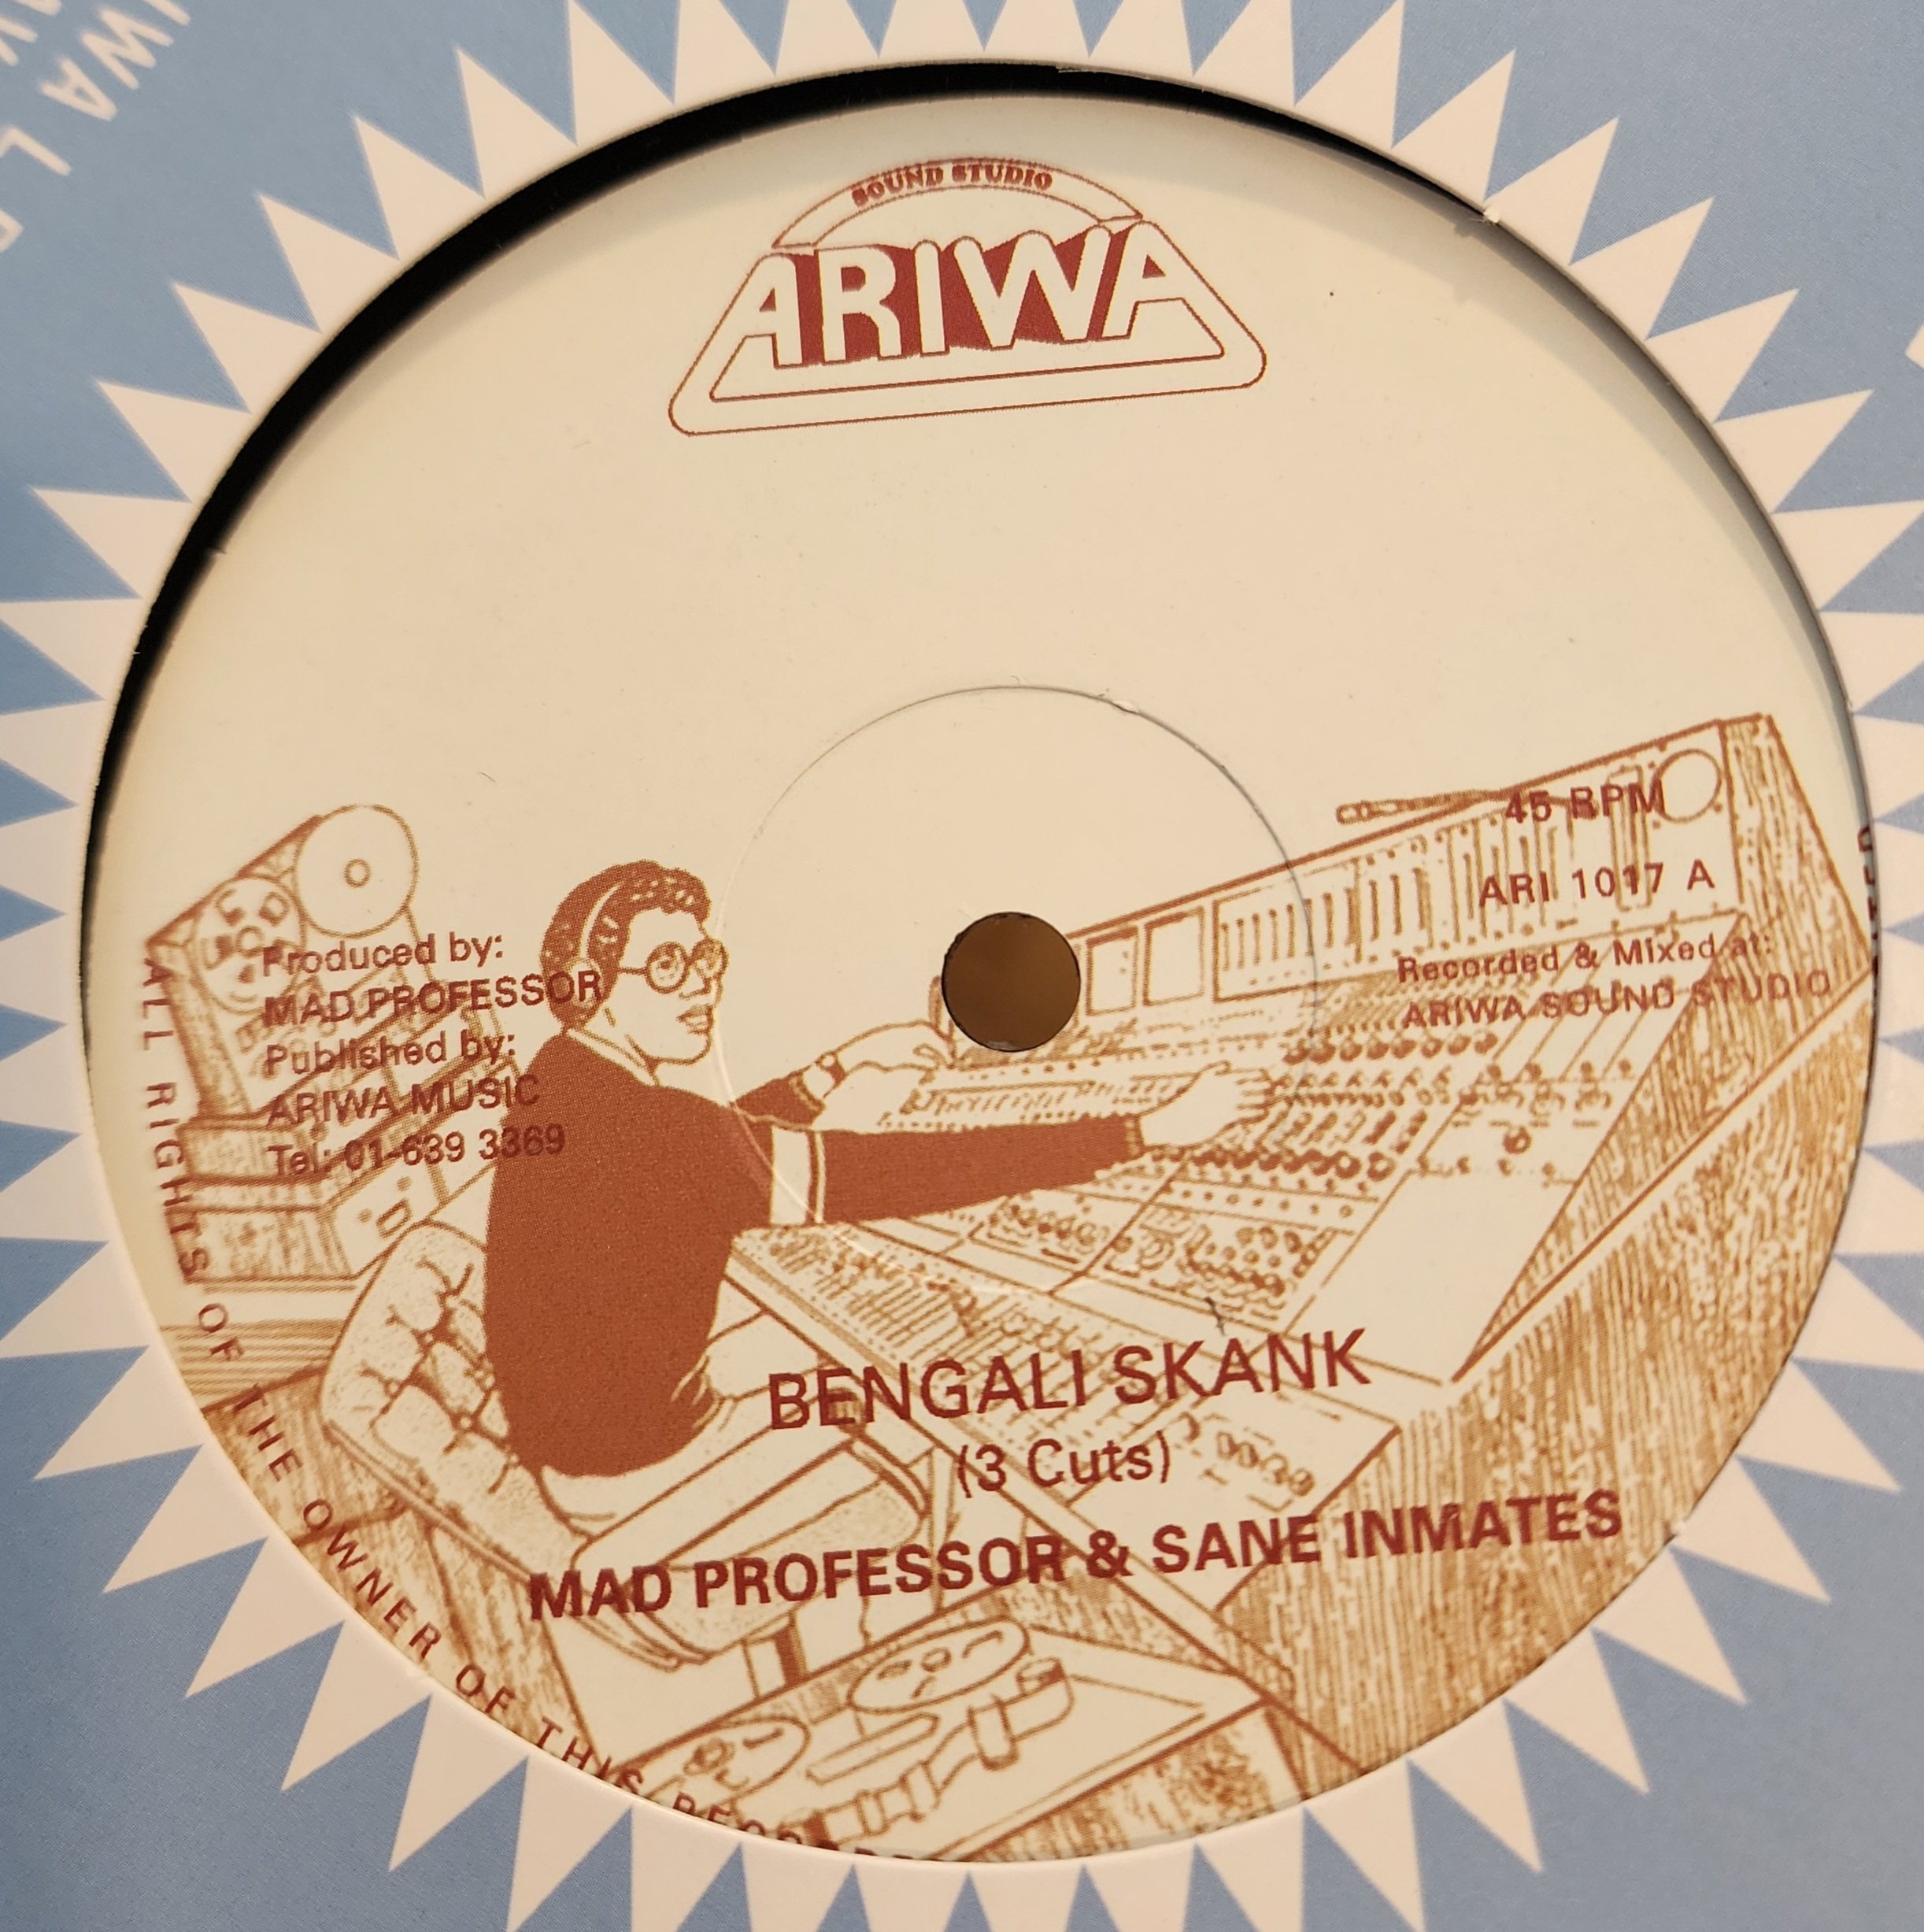 SOUND STUDIO
ARIWA
45 RPM
ARI 1017 A
Recorded & Mixed at:
ARIWA SOUND STUDIO
Produced by:
MAD PROFESSOR
Published by:
ARIWA MUSIC
Tel: 01-639 3369
BENGALI SKANK
(3 Cuts)
MAD PROFESSOR & SANE INMATES
ALL RIGHTS OF THE OWNER OF THIS RECORD